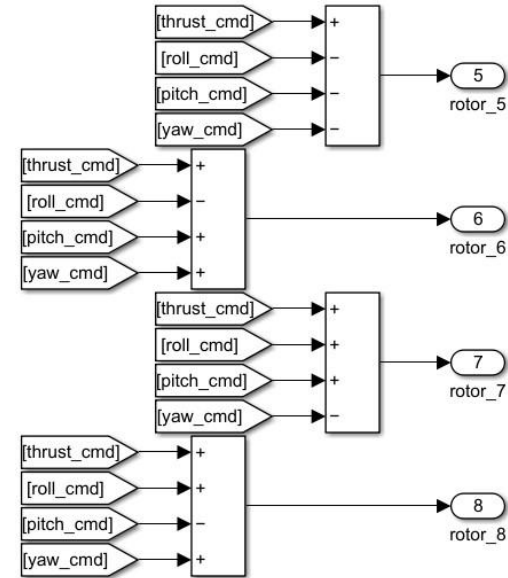 [thrust_cmd] +
[roll_cmd] −
[pitch_cmd] −
[yaw_cmd] −
5
rotor_5
[thrust_cmd] +
[roll_cmd] −
[pitch_cmd] +
[yaw_cmd] +
6
rotor_6
[thrust_cmd] +
[roll_cmd] +
[pitch_cmd] +
[yaw_cmd] −
7
rotor_7
[thrust_cmd] +
[roll_cmd] +
[pitch_cmd] −
[yaw_cmd] +
8
rotor_8